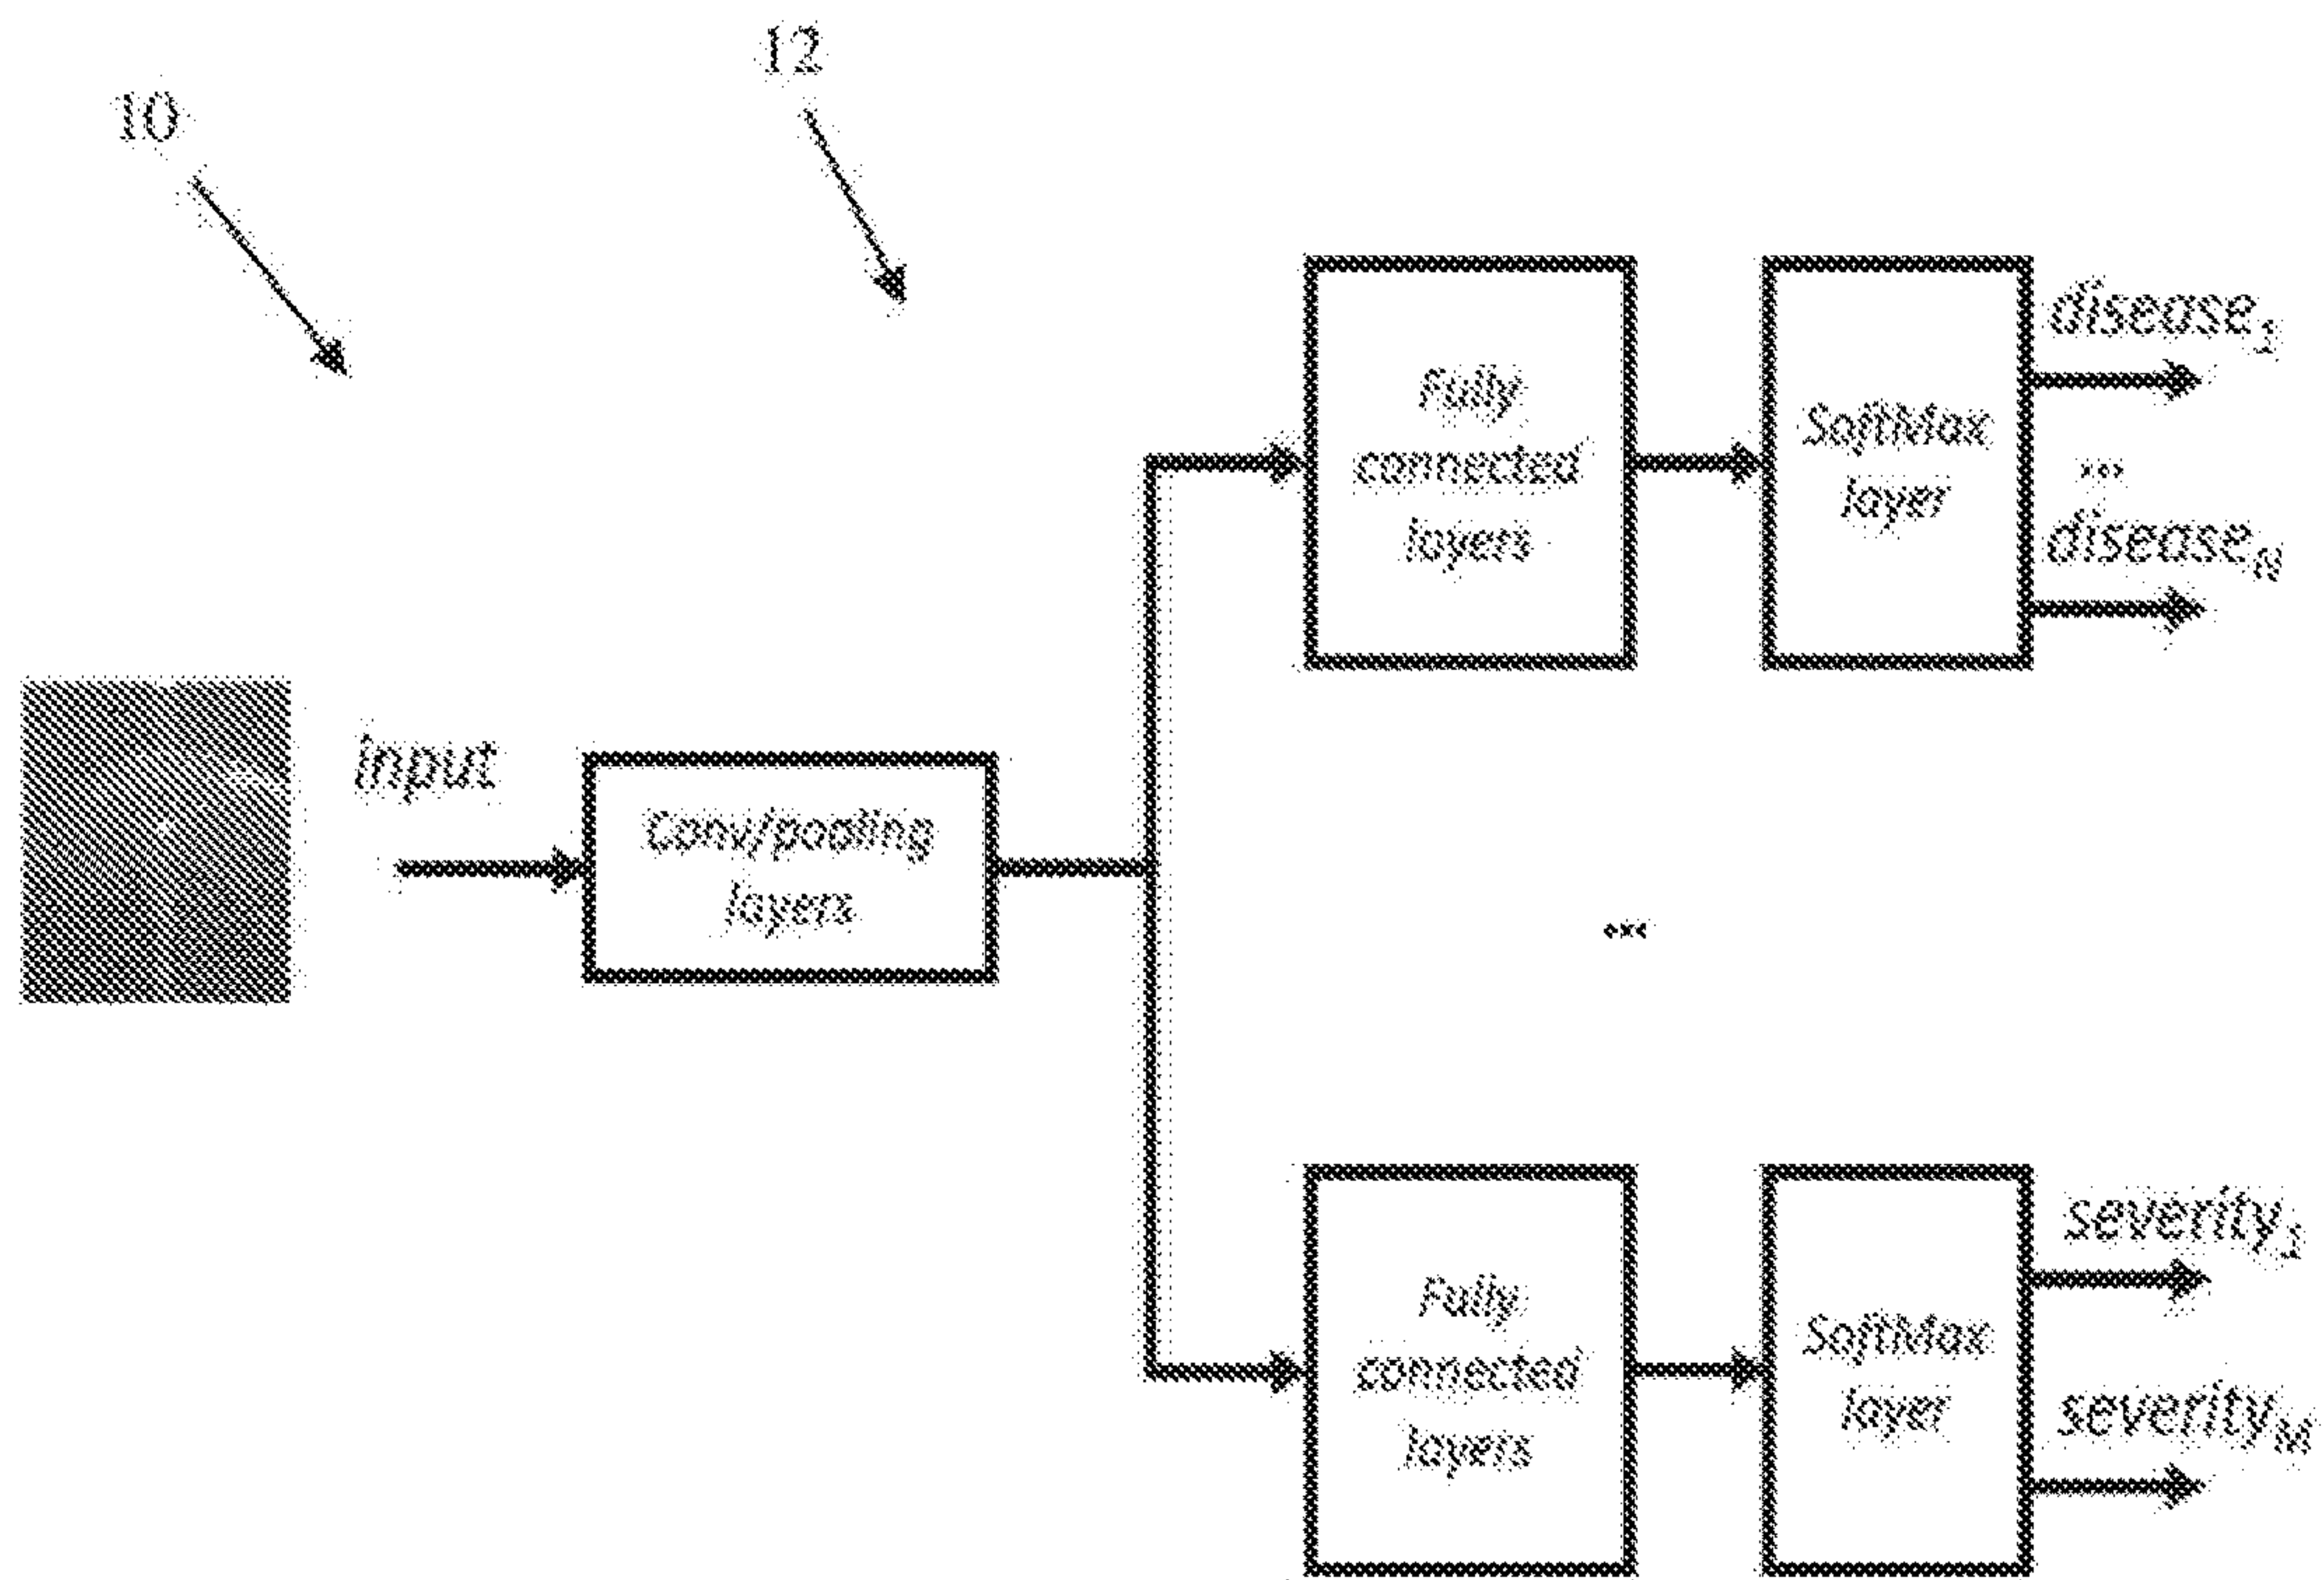 12
10
Fully
connected
layers
SoftMax
layer
disease1
...
diseaseN
input
Conv/pooling
layers
...
Fully
connected
layers
SoftMax
layer
severity1
severityM